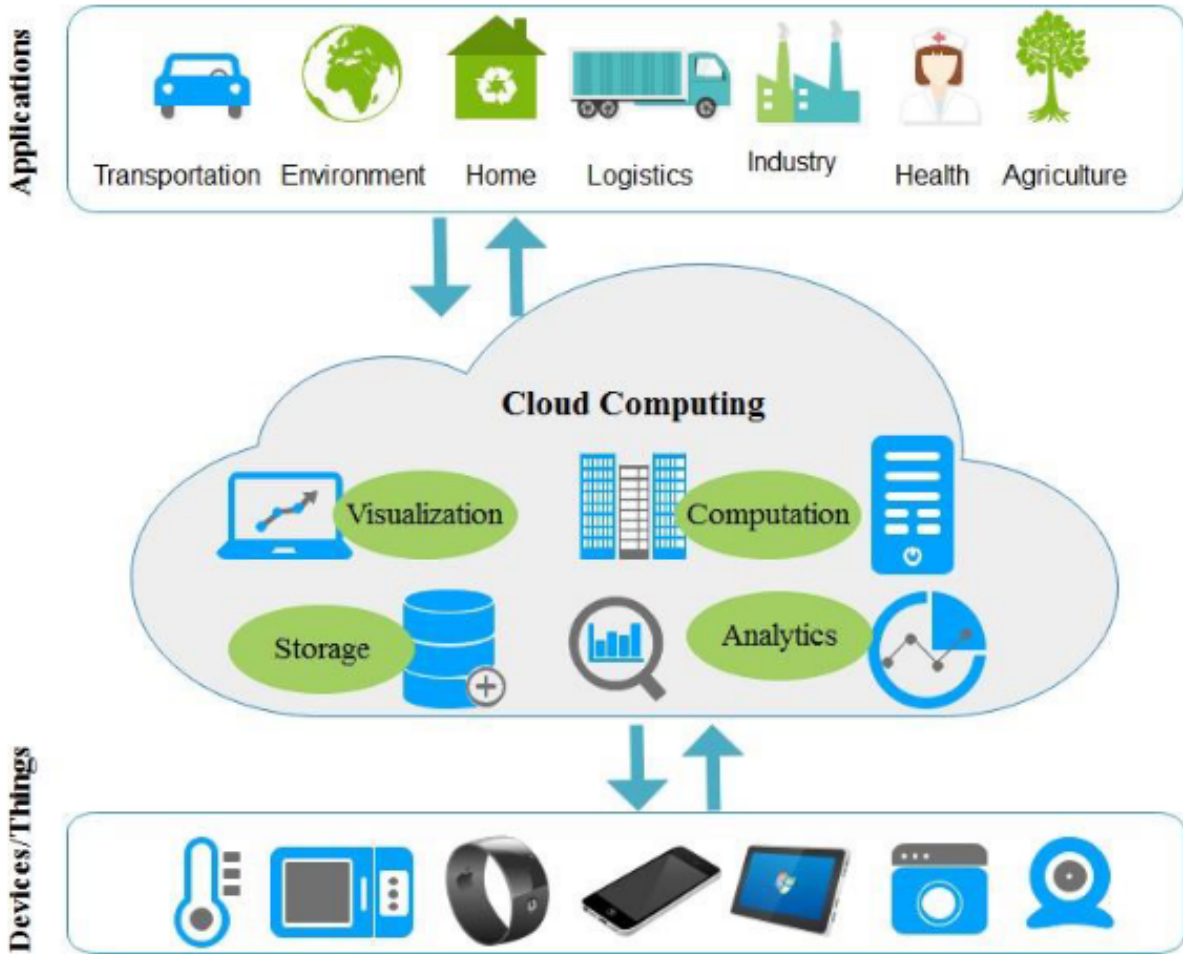 Applications
Transportation
Environment
Home
Logistics
Industry
Health
Agriculture
Cloud Computing
Visualization
Computation
Storage
Analytics
Devices/Things